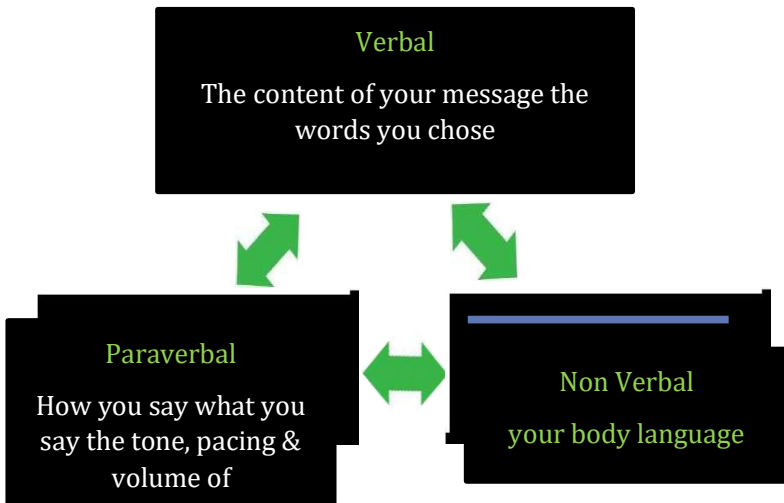 Verbal
The content of your message the
words you chose
Paraverbal
How you say what you
say the tone, pacing &
volume of
Non Verbal
your body language